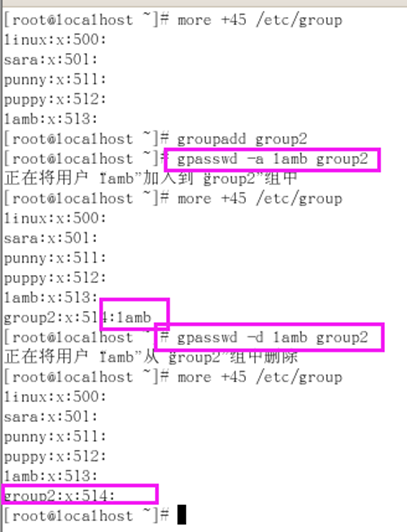 [root@localhost ~]# more +45 /etc/group
linux:x:500:
sara:x:501:
punny:x:511:
puppy:x:512:
lamb:x:513:
[root@localhost ~]# groupadd group2
[root@localhost ~]# gpasswd -a lamb group2
正在将用户“lamb”加入到“group2”组中
[root@localhost ~]# more +45 /etc/group
linux:x:500:
sara:x:501:
punny:x:511:
puppy:x:512:
lamb:x:513:
group2:x:514:lamb
[root@localhost ~]# gpasswd -d lamb group2
正在将用户“lamb”从“group2”组中删除
[root@localhost ~]# more +45 /etc/group
linux:x:500:
sara:x:501:
punny:x:511:
puppy:x:512:
lamb:x:513:
group2:x:514:
[root@localhost ~]#